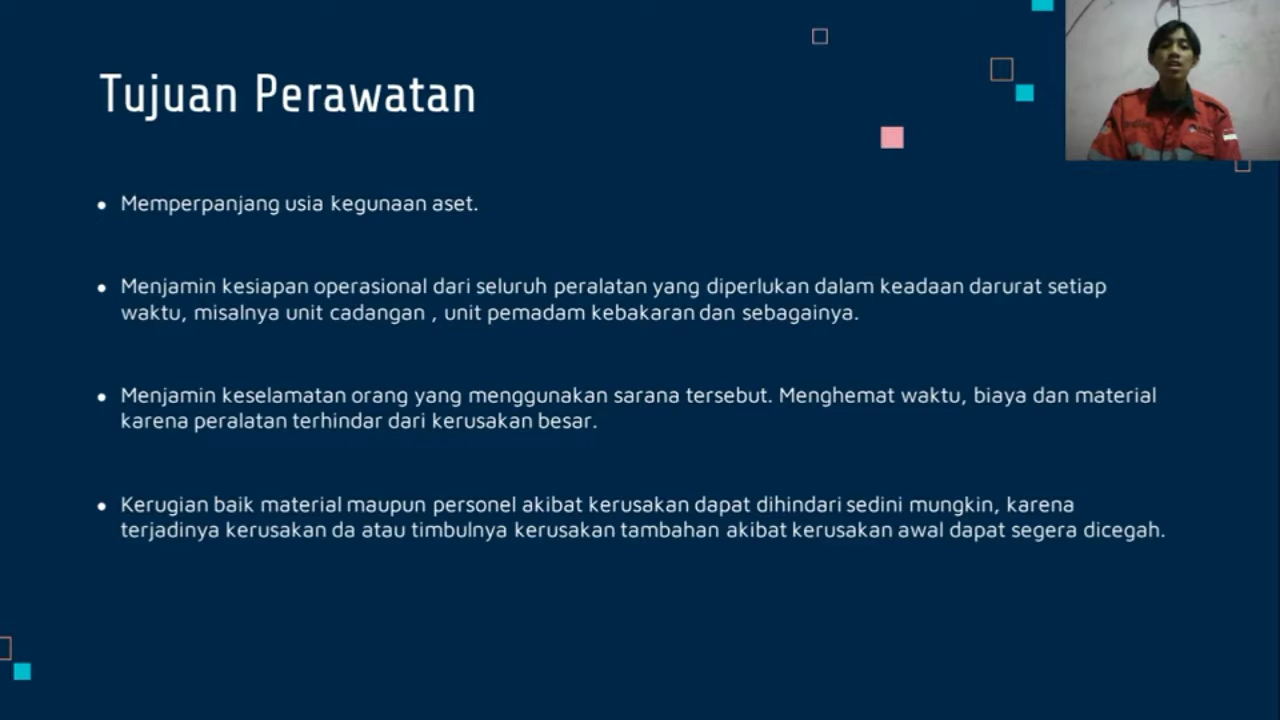 Tujuan Perawatan
Memperpanjang usia kegunaan aset.
Menjamin kesiapan operasional dari seluruh peralatan yang diperlukan dalam keadaan darurat setiap
waktu, misalnya unit cadangan , unit pemadam kebakaran dan sebagainya.
Menjamin keselamatan orang yang menggunakan sarana tersebut. Menghemat waktu, biaya dan material
karena peralatan terhindar dari kerusakan besar.
Kerugian baik material maupun personel akibat kerusakan dapat dihindari sedini mungkin, karena
terjadinya kerusakan da atau timbulnya kerusakan tambahan akibat kerusakan awal dapat segera dicegah.